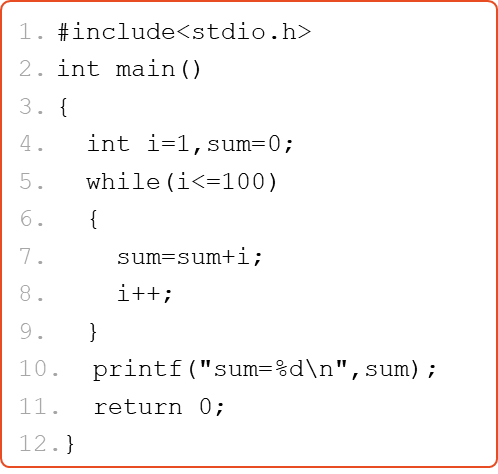 1. #include<stdio.h>
2. int main()
3. {
4.   int i=1,sum=0;
5.   while(i<=100)
6.   {
7.     sum=sum+i;
8.     i++;
9.   }
10.  printf("sum=%d\n",sum);
11.  return 0;
12.}